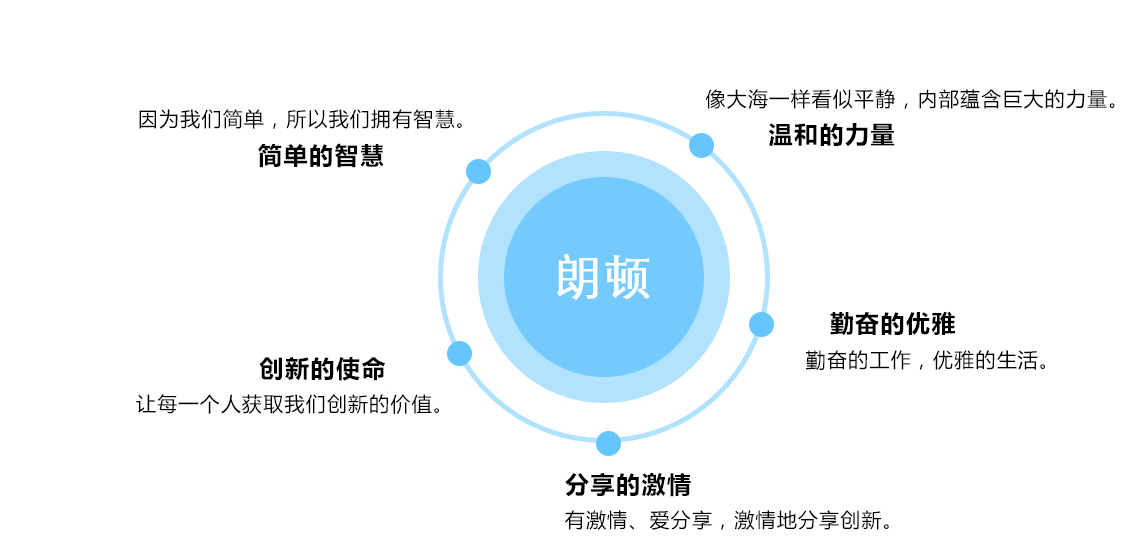 像大海一样看似平静，内部蕴含巨大的力量。
温和的力量
因为我们简单，所以我们拥有智慧。
简单的智慧
朗顿
勤奋的优雅
勤奋的工作，优雅的生活。
创新的使命
让每一个人获取我们创新的价值。
分享的激情
有激情、爱分享，激情地分享创新。